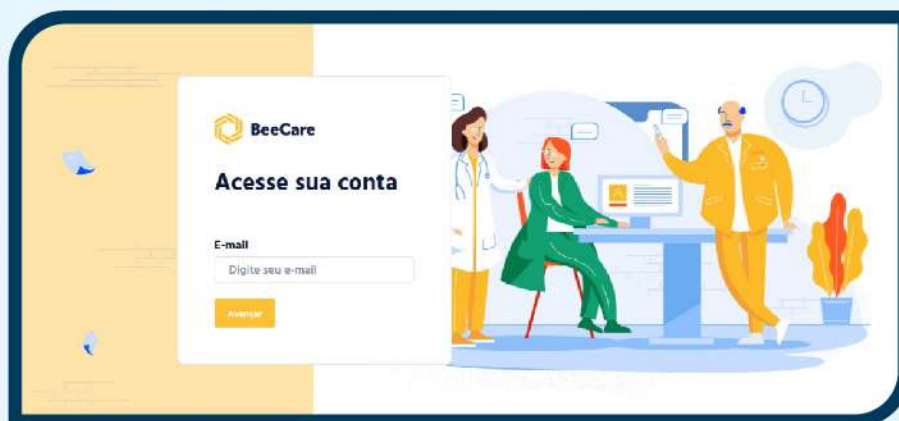 BeeCare
Acesse sua conta
E-mail
Digite seu e-mail
Avançar